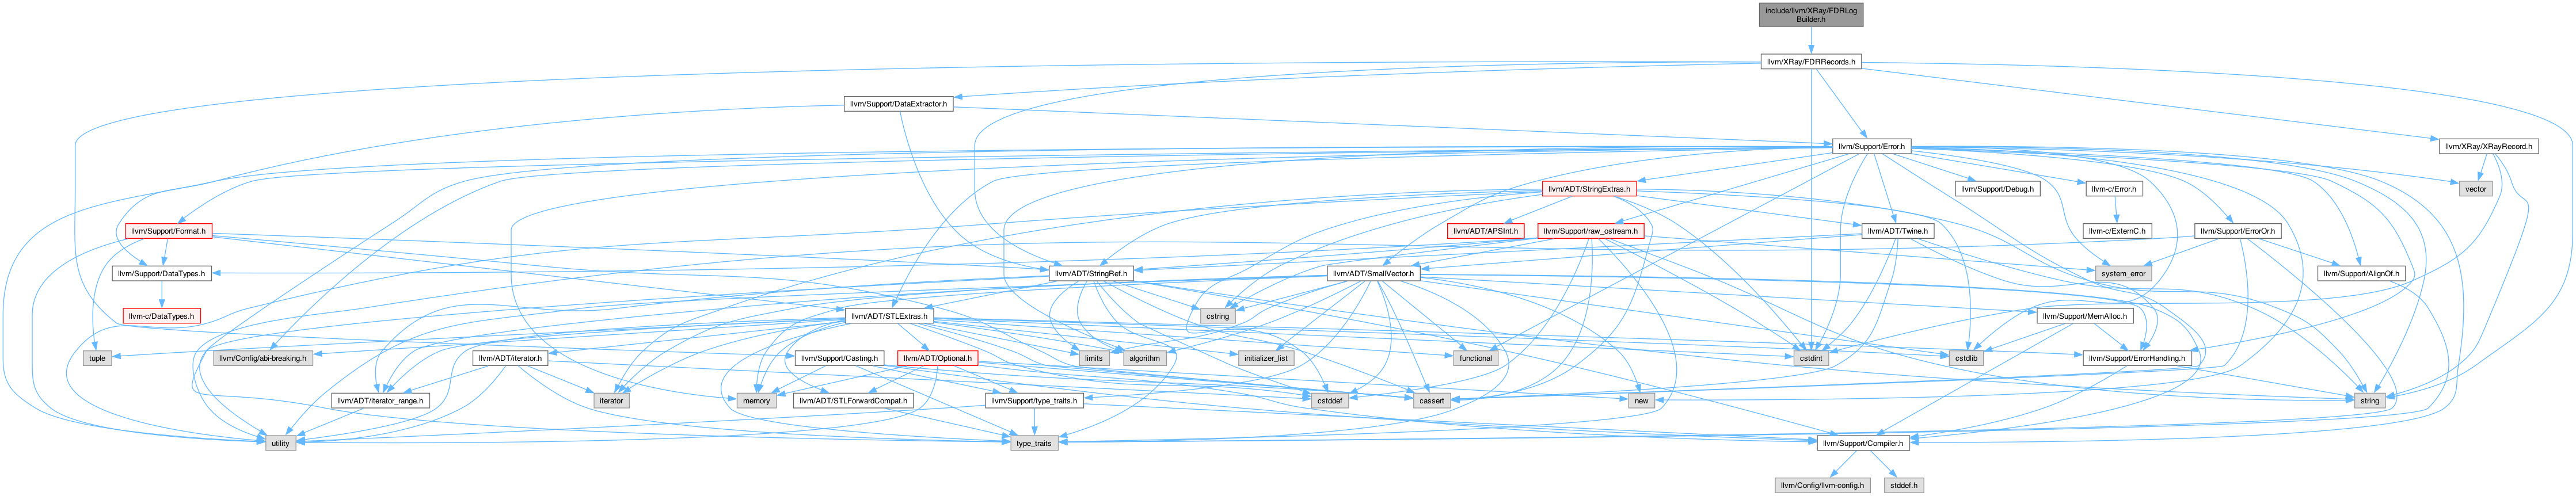 include/llvm/XRay/FDRLog
Builder.h
llvm/XRay/FDRRecords.h
llvm/Support/DataExtractor.h
llvm/Support/Error.h
llvm/XRay/XRayRecord.h
llvm/ADT/StringExtras.h
llvm/Support/Debug.h
llvm-c/Error.h
vector
llvm/Support/Format.h
llvm/ADT/APSInt.h
llvm/Support/raw_ostream.h
llvm/ADT/Twine.h
llvm-c/ExternC.h
llvm/Support/ErrorOr.h
llvm/Support/DataTypes.h
llvm/ADT/StringRef.h
llvm/ADT/SmallVector.h
system_error
llvm/Support/AlignOf.h
llvm-c/DataTypes.h
cstring
llvm/ADT/STLExtras.h
llvm/Support/MemAlloc.h
tuple
llvm/Config/abi-breaking.h
llvm/ADT/iterator.h
llvm/Support/Casting.h
llvm/ADT/Optional.h
limits
algorithm
initializer_list
functional
cstdint
cstdlib
llvm/Support/ErrorHandling.h
llvm/ADT/iterator_range.h
iterator
memory
llvm/ADT/STLForwardCompat.h
llvm/Support/type_traits.h
cstddef
cassert
new
string
utility
type_traits
llvm/Support/Compiler.h
llvm/Config/llvm-config.h
stddef.h